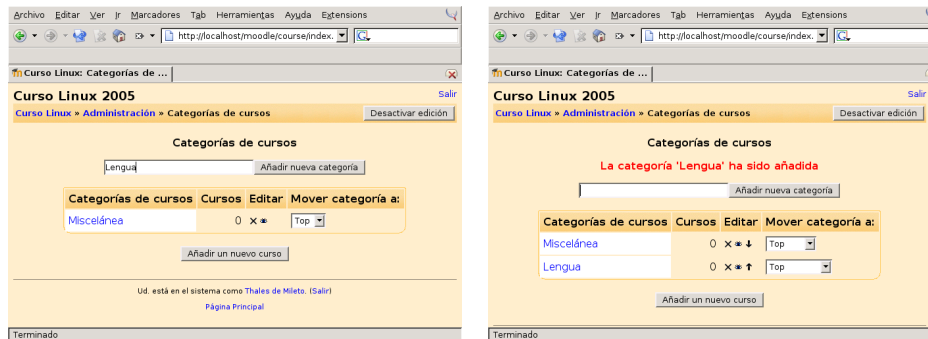 Archivo Editar Ver Ir Marcadores Tab Herramientas Ayuda Extensions
http://localhost/moodle/course/index.
Curso Linux: Categorías de ...
Curso Linux 2005 Salir
Curso Linux » Administración » Categorías de cursos Desactivar edición
Categorías de cursos
Lengua Añadir nueva categoría
Categorías de cursos Cursos Editar Mover categoría a:
Miscelánea 0 Top
Añadir un nuevo curso
Ud. está en el sistema como Thales de Mileto. (Salir)
Página Principal
Terminado
Archivo Editar Ver Ir Marcadores Tab Herramientas Ayuda Extensions
http://localhost/moodle/course/index.
Curso Linux: Categorías de ...
Curso Linux 2005 Salir
Curso Linux » Administración » Categorías de cursos Desactivar edición
Categorías de cursos
La categoría 'Lengua' ha sido añadida
Añadir nueva categoría
Categorías de cursos Cursos Editar Mover categoría a:
Miscelánea 0 Top
Lengua 0 Top
Añadir un nuevo curso
Terminado